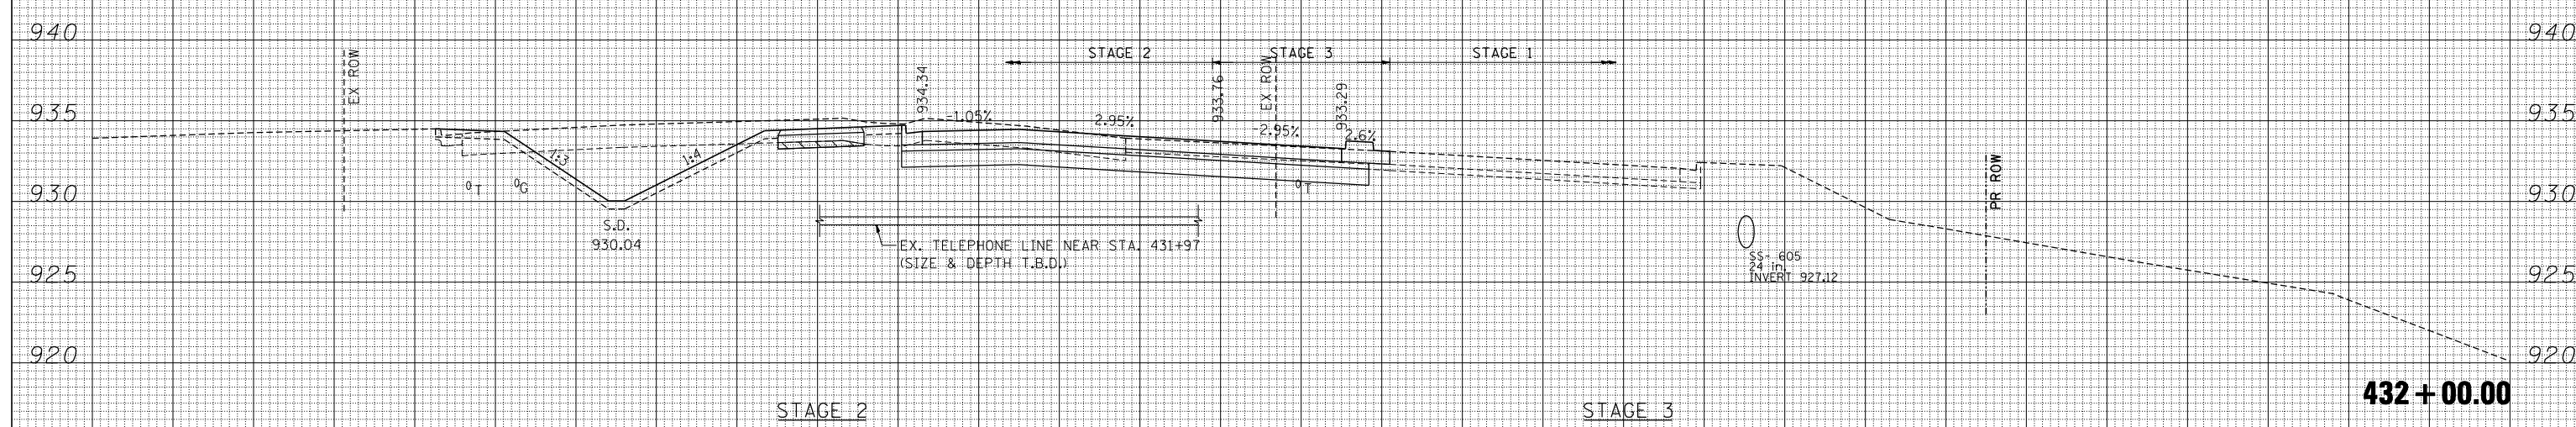 940
940
EX ROW
STAGE 2
STAGE 3
STAGE 1
934.34
933.76
EX ROW
933.29
935
935
-1.05%
2.95%
-2.95%
2.6%
1:3
1:4
T
G
T
PR ROW
930
930
S.D.
930.04
EX. TELEPHONE LINE NEAR STA. 431+97
(SIZE & DEPTH T.B.D.)
SS- 605
24 in.
INVERT 927.12
925
925
920
920
432+00.00
STAGE 2
STAGE 3